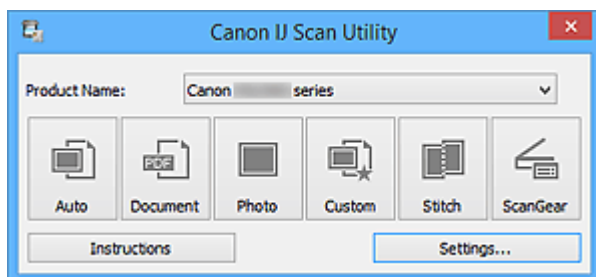 Canon IJ Scan Utility
Product Name: Canon series
PDF
Auto Document Photo Custom Stitch ScanGear
Instructions Settings...